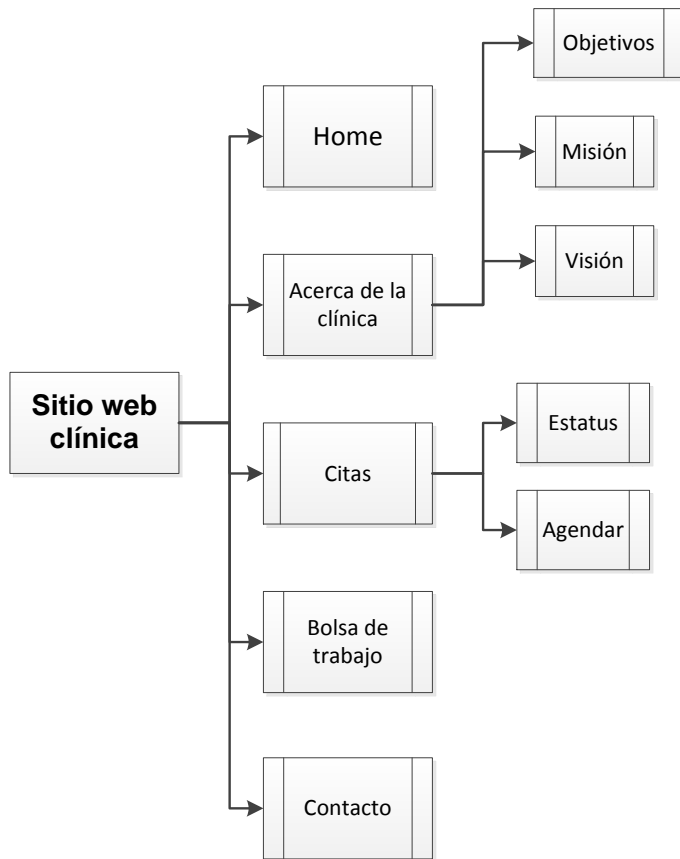 Sitio web
clínica
Home
Acerca de la
clínica
Objetivos
Misión
Visión
Citas
Estatus
Agendar
Bolsa de
trabajo
Contacto